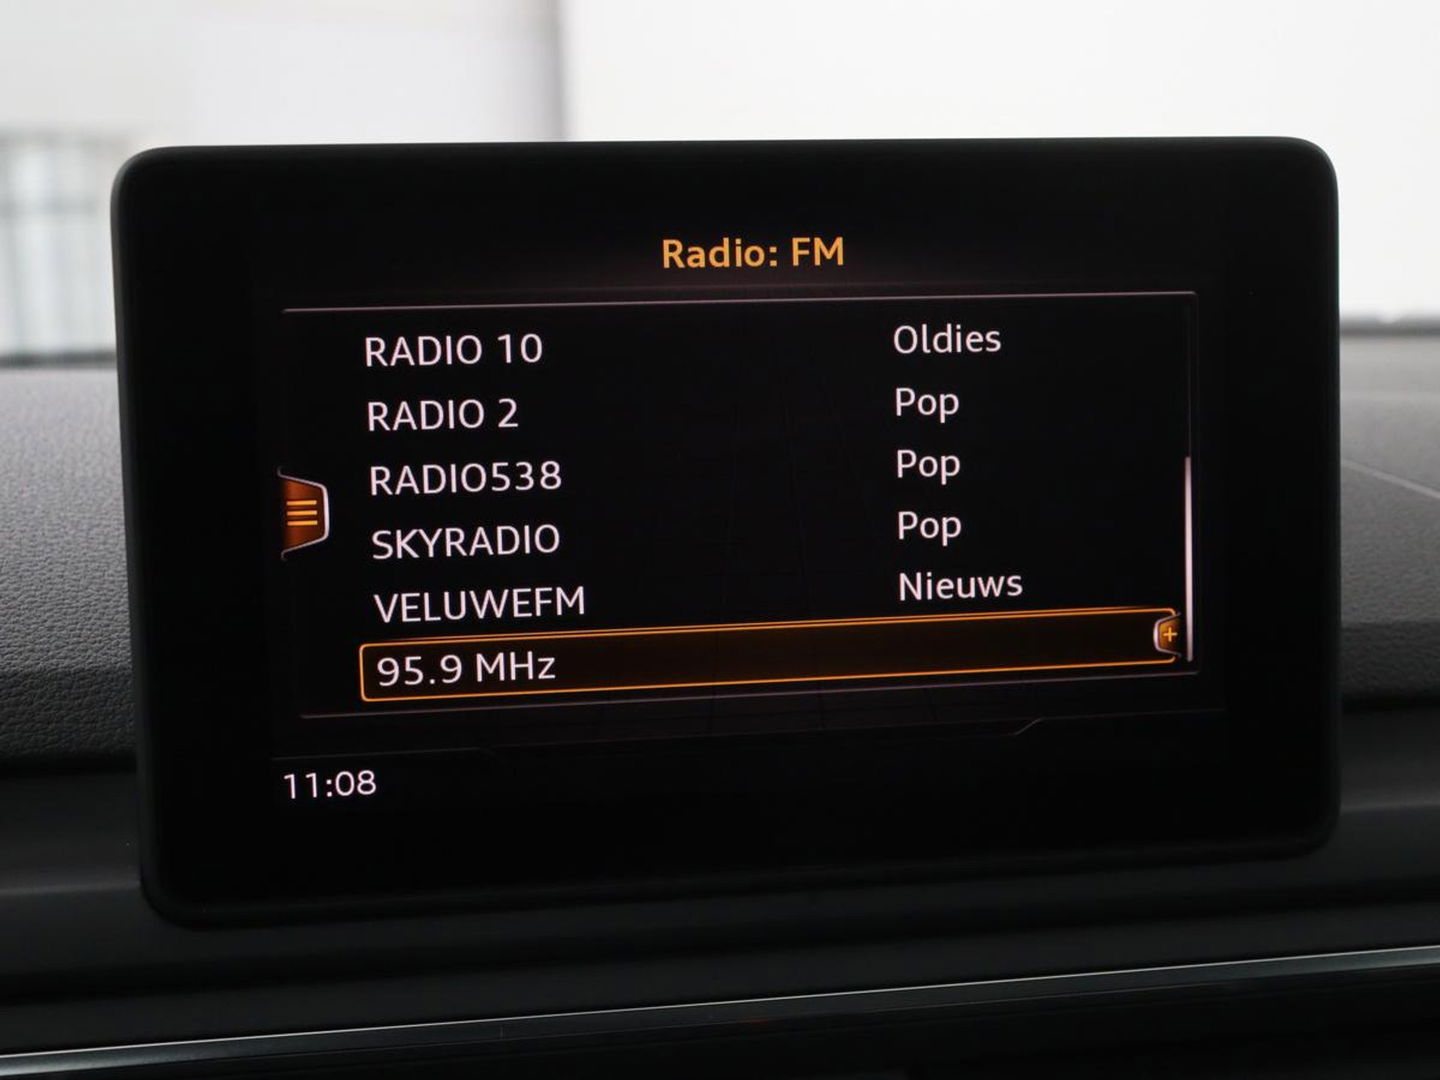 Radio: FM
RADIO 10 Oldies
RADIO 2 Pop
RADIO538 Pop
SKYRADIO Pop
VELUWEFM Nieuws
95.9 MHz
11:08